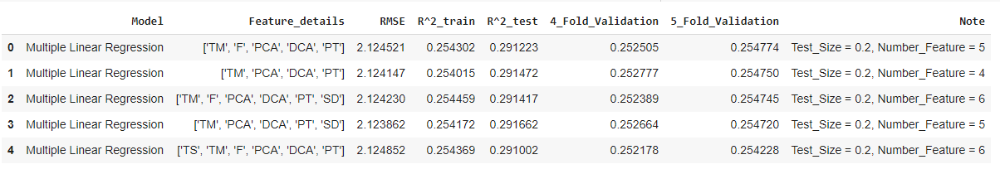 Model Feature_details RMSE R^2_train R^2_test 4_Fold_Validation 5_Fold_Validation Note
0 Multiple Linear Regression ['TM', 'F', 'PCA', 'DCA', 'PT'] 2.124521 0.254302 0.291223 0.252505 0.254774 Test_Size = 0.2, Number_Feature = 5
1 Multiple Linear Regression ['TM', 'PCA', 'DCA', 'PT'] 2.124147 0.254015 0.291472 0.252777 0.254750 Test_Size = 0.2, Number_Feature = 4
2 Multiple Linear Regression ['TM', 'F', 'PCA', 'DCA', 'PT', 'SD'] 2.124230 0.254459 0.291417 0.252389 0.254745 Test_Size = 0.2, Number_Feature = 6
3 Multiple Linear Regression ['TM', 'PCA', 'DCA', 'PT', 'SD'] 2.123862 0.254172 0.291662 0.252664 0.254720 Test_Size = 0.2, Number_Feature = 5
4 Multiple Linear Regression ['TS', 'TM', 'F', 'PCA', 'DCA', 'PT'] 2.124852 0.254369 0.291002 0.252178 0.254228 Test_Size = 0.2, Number_Feature = 6